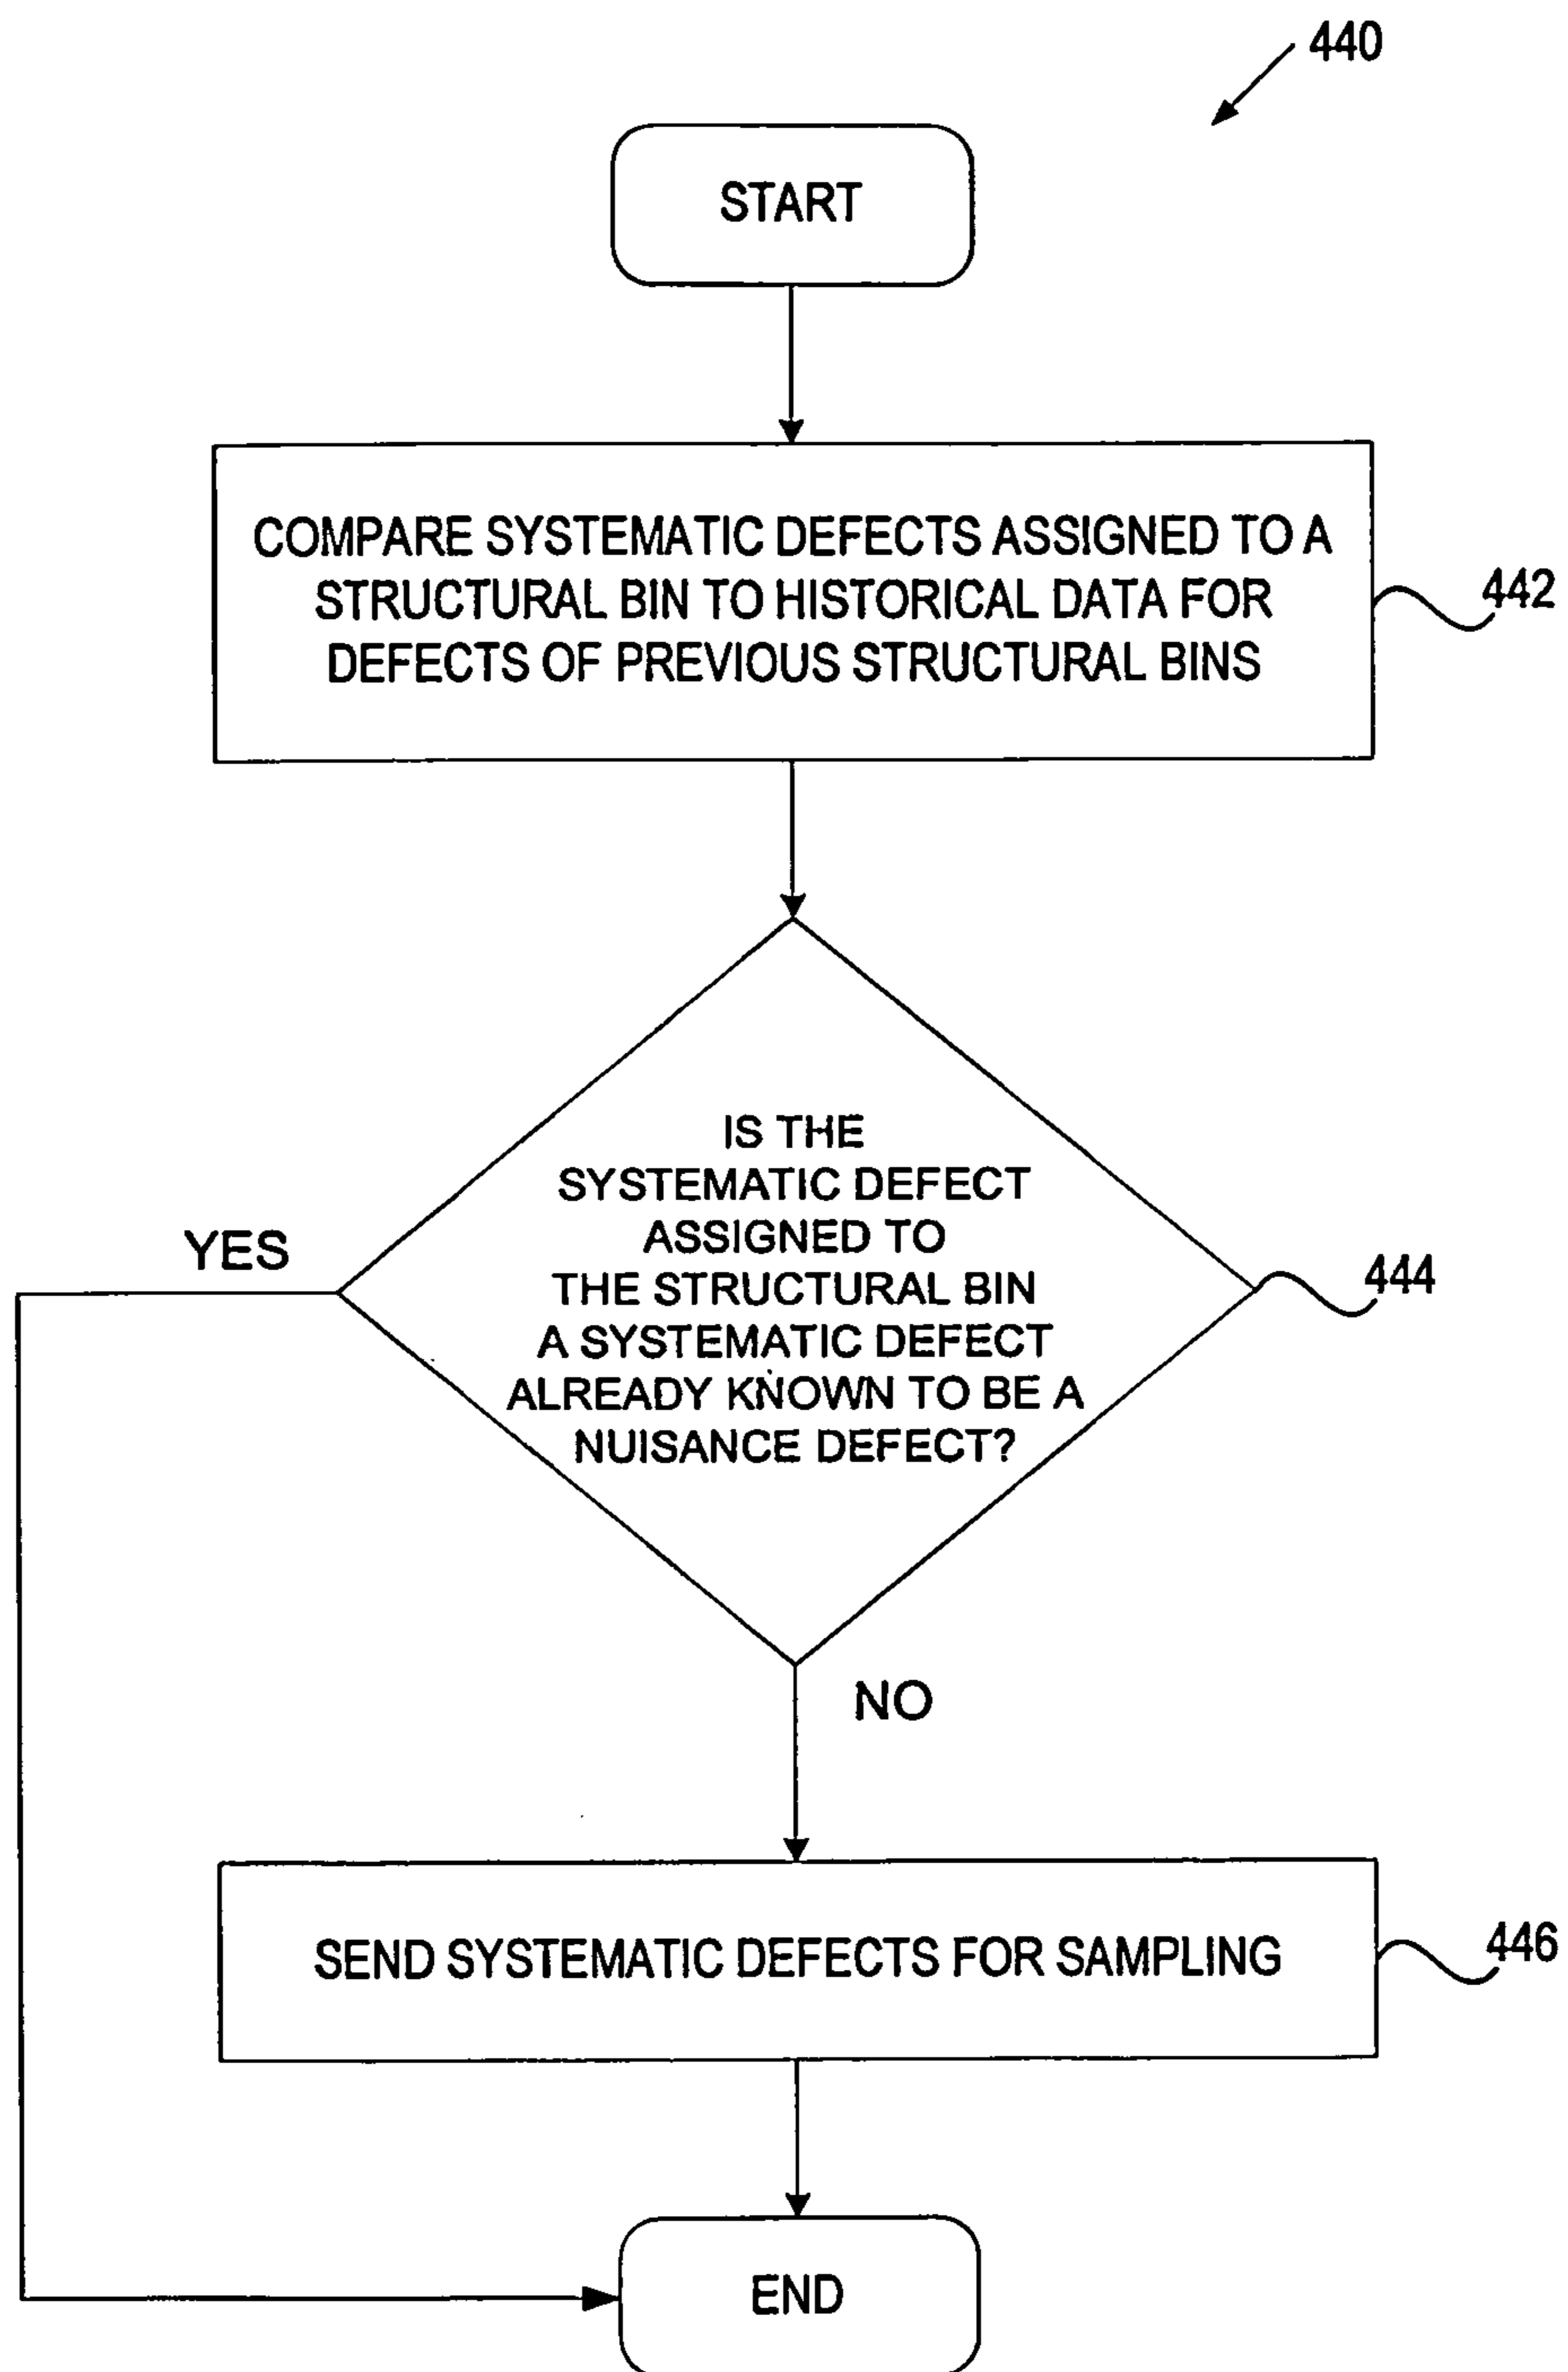 440
START
COMPARE SYSTEMATIC DEFECTS ASSIGNED TO A
STRUCTURAL BIN TO HISTORICAL DATA FOR
DEFECTS OF PREVIOUS STRUCTURAL BINS
442
IS THE
SYSTEMATIC DEFECT
ASSIGNED TO
THE STRUCTURAL BIN
A SYSTEMATIC DEFECT
ALREADY KNOWN TO BE A
NUISANCE DEFECT?
YES
444
NO
SEND SYSTEMATIC DEFECTS FOR SAMPLING
446
END